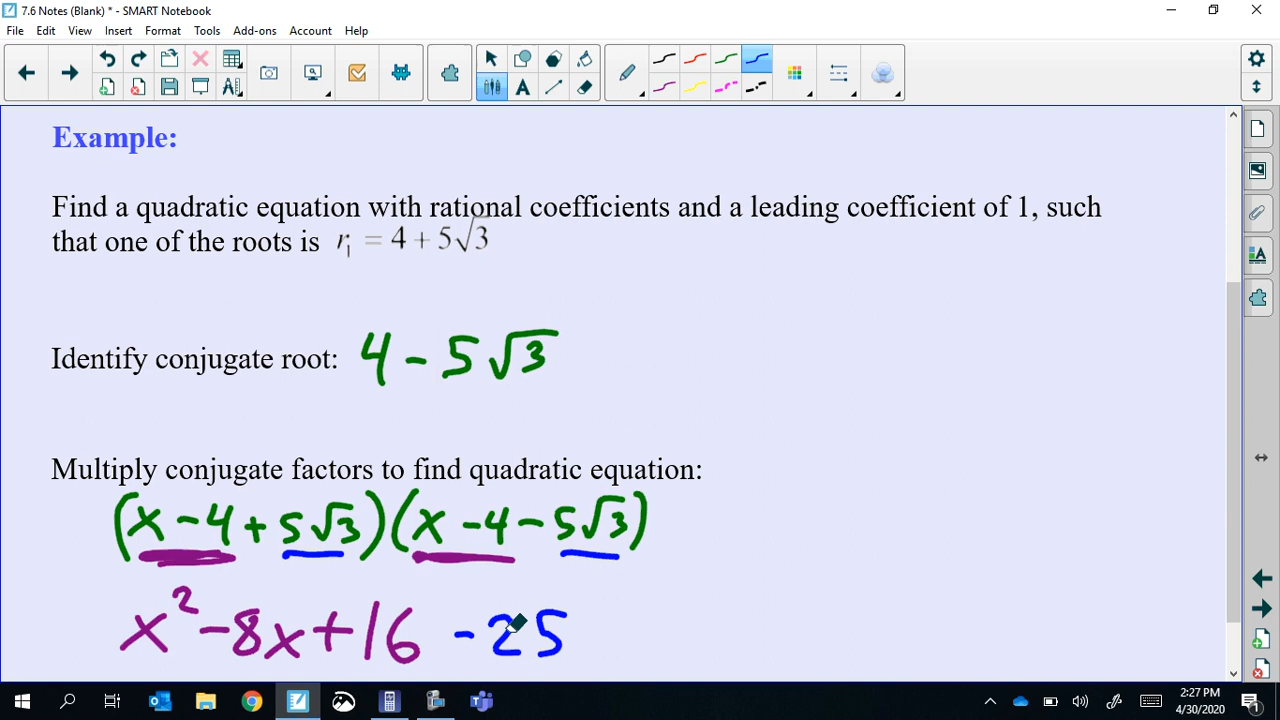 7.6 Notes (Blank) * - SMART Notebook
File Edit View Insert Format Tools Add-ons Account Help
Example:
Find a quadratic equation with rational coefficients and a leading coefficient of 1, such
that one of the roots is r₁ = 4 + 5√3
Identify conjugate root: 4 - 5√3
Multiply conjugate factors to find quadratic equation:
(x - 4 + 5√3)(x - 4 - 5√3)
x² - 8x + 16 - 25
2:27 PM
4/30/2020